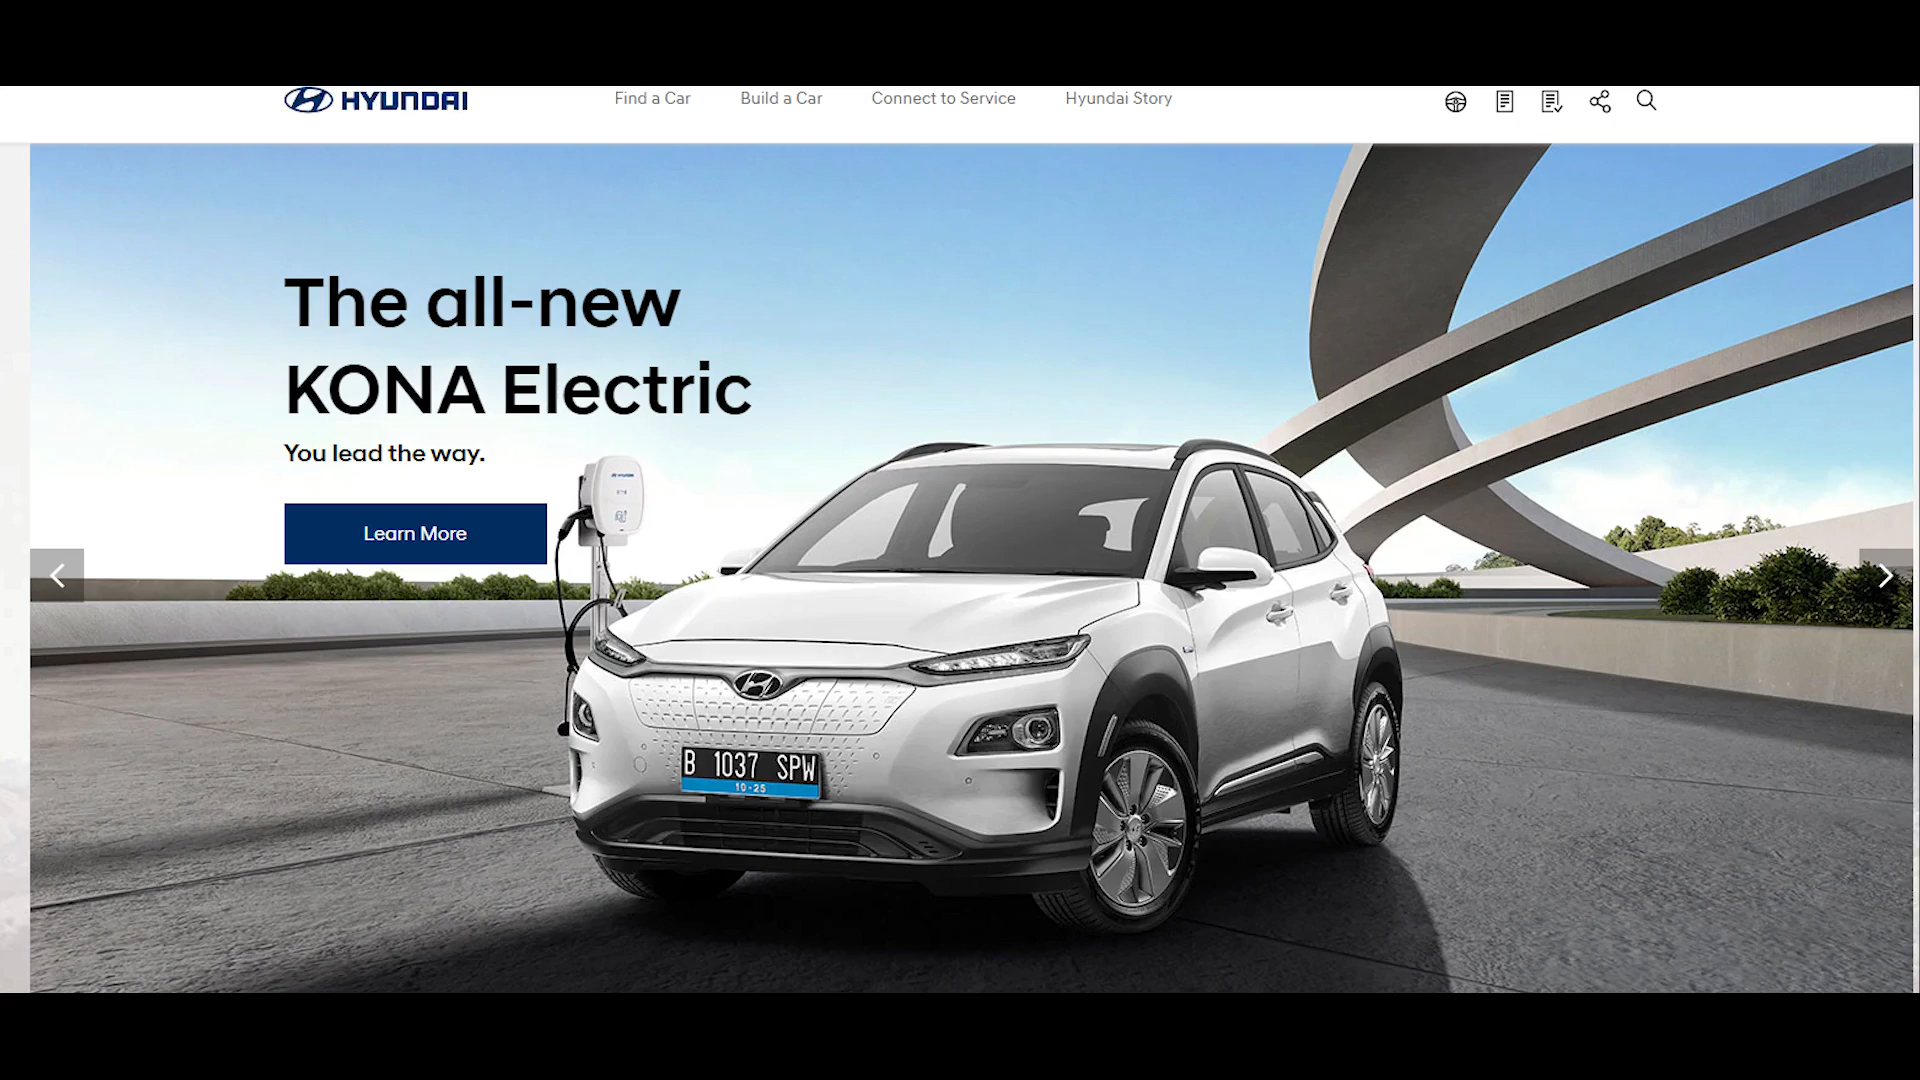 HYUNDAI
Find a Car
Build a Car
Connect to Service
Hyundai Story
The all-new
KONA Electric
You lead the way.
HYUNDAI
Learn More
B 1037 SPW
10-25